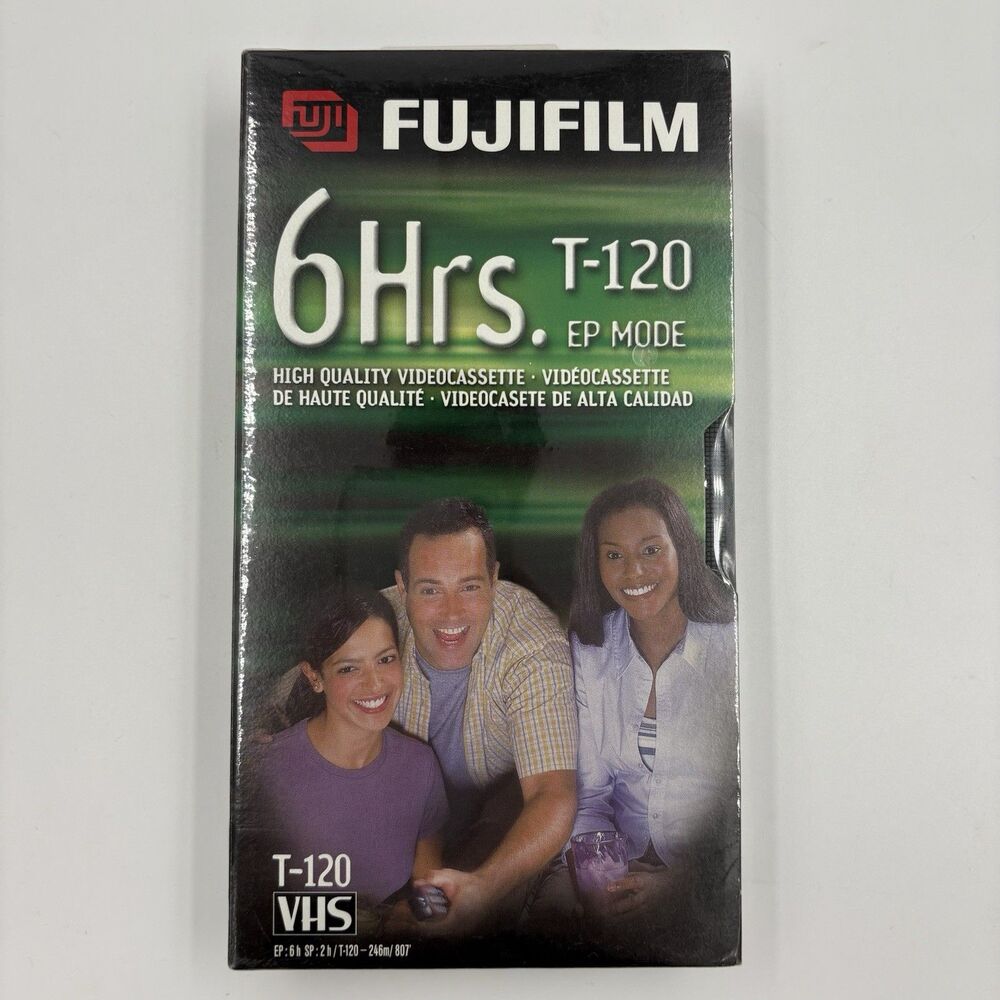 FUJI FUJIFILM
6Hrs. T-120
EP MODE
HIGH QUALITY VIDEOCASSETTE · VIDÉOCASSETTE
DE HAUTE QUALITÉ · VIDEOCASETE DE ALTA CALIDAD
T-120
VHS
EP : 6 h SP : 2 h / T-120 – 246m/ 807'